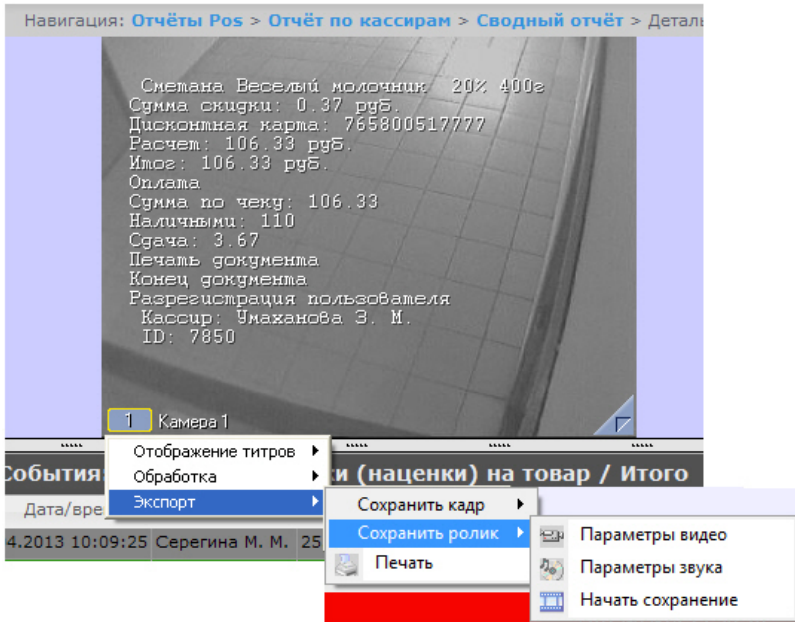 Навигация: Отчёты Pos > Отчёт по кассирам > Сводный отчёт > Деталь
Сметана Веселый молочник 20% 400г
Сумма скидки: 0.37 руб.
Дисконтная карта: 765800517777
Расчет: 106.33 руб.
Итог: 106.33 руб.
Оплата
Сумма по чеку: 106.33
Наличными: 110
Сдача: 3.67
Печать документа
Конец документа
Разрегистрация пользователя
Кассир: Умаханова З. М.
ID: 7850
1 Камера 1
Отображение титров
События: ки (наценки) на товар / Итого
Обработка
Экспорт
Дата/вре
Сохранить кадр
4.2013 10:09:25 Серегина М. М. 25
Сохранить ролик
Параметры видео
Печать
Параметры звука
Начать сохранение